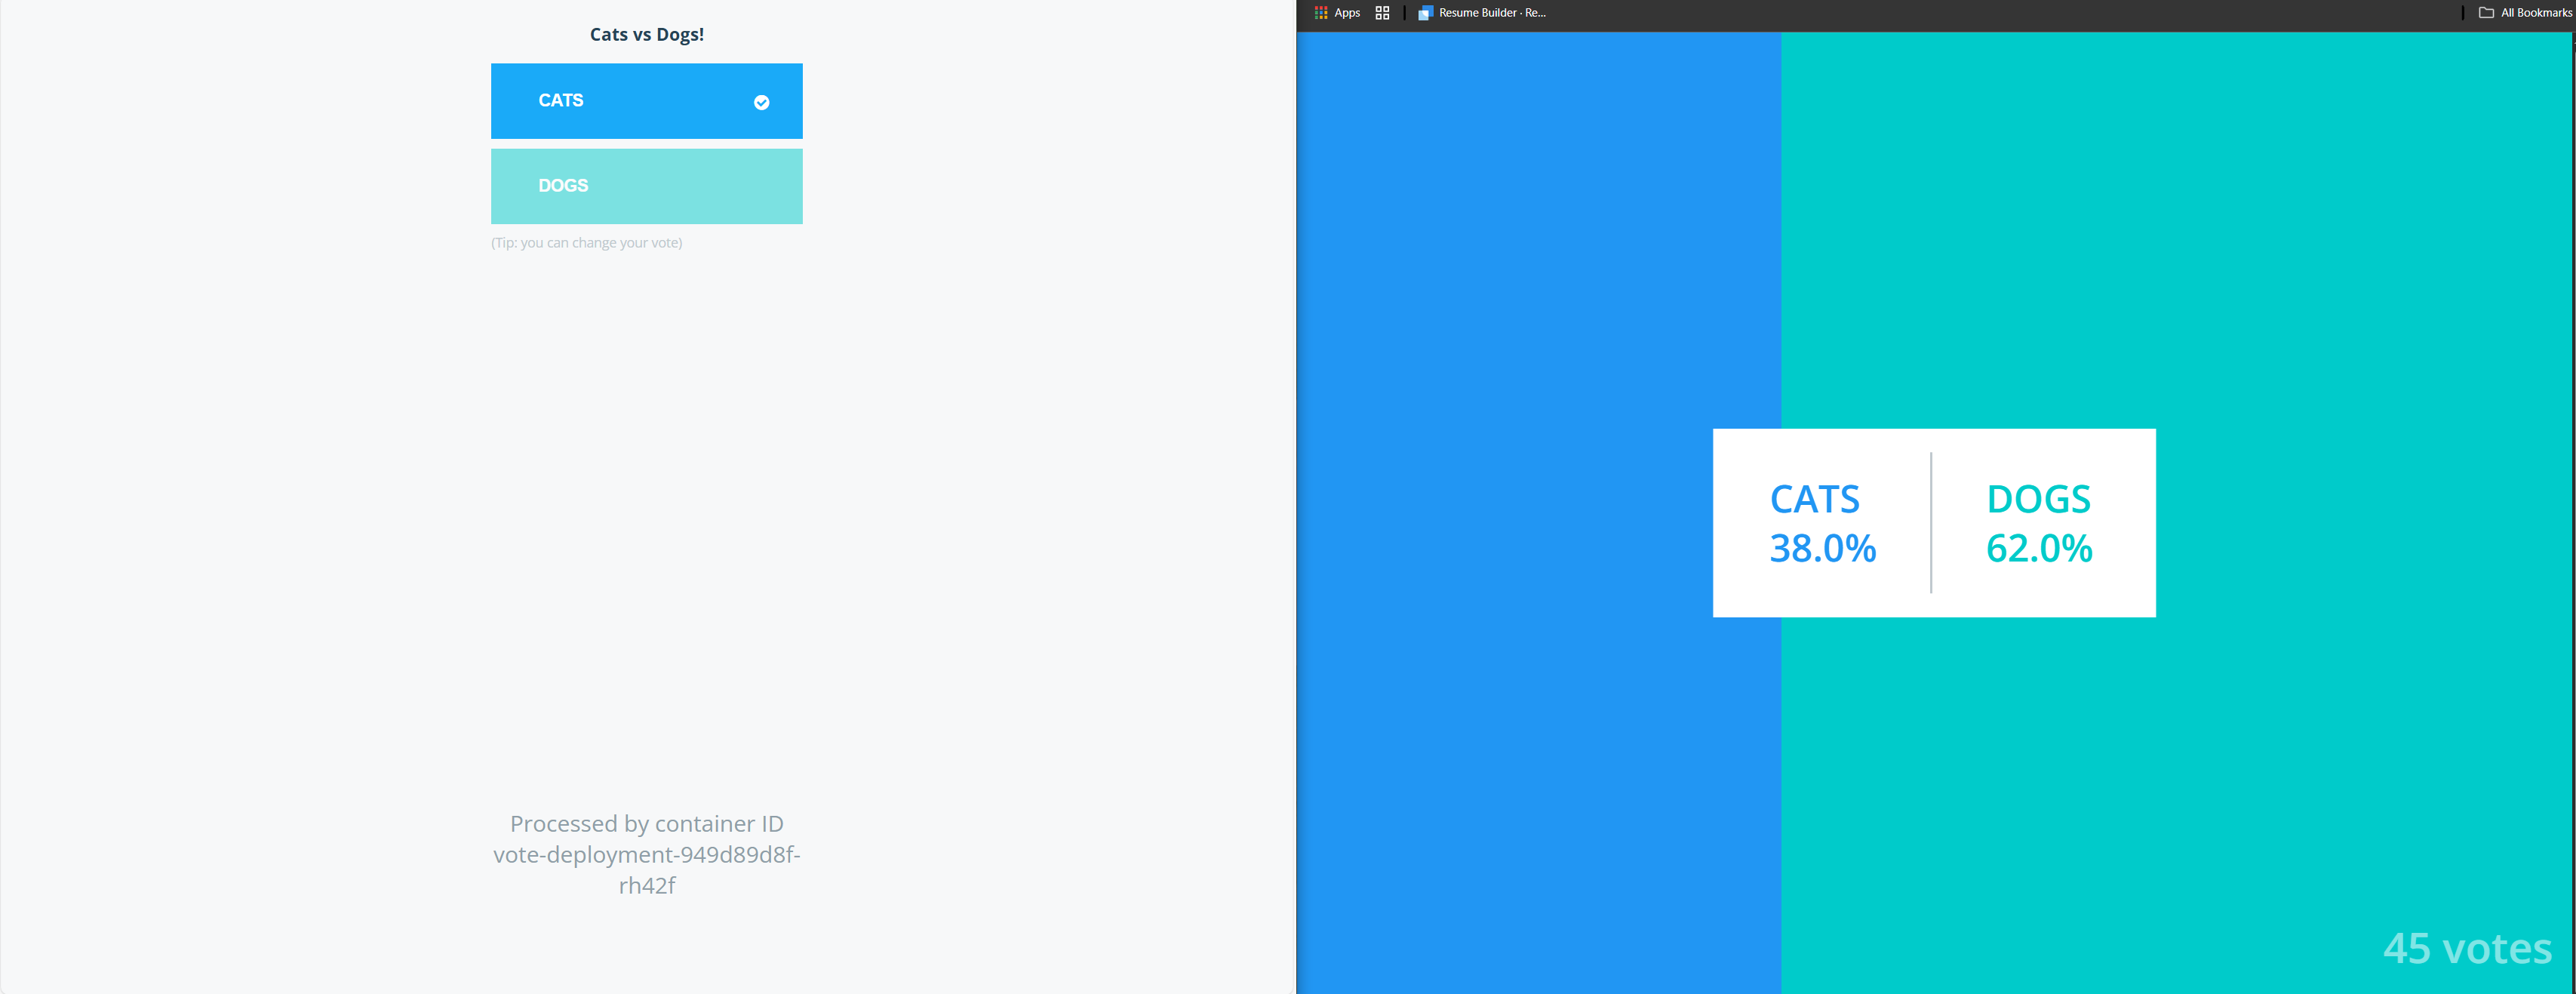 Cats vs Dogs!
CATS
DOGS
(Tip: you can change your vote)
Processed by container ID
vote-deployment-949d89d8f-
rh42f
Apps
Resume Builder · Re...
All Bookmarks
CATS
38.0%
DOGS
62.0%
45 votes